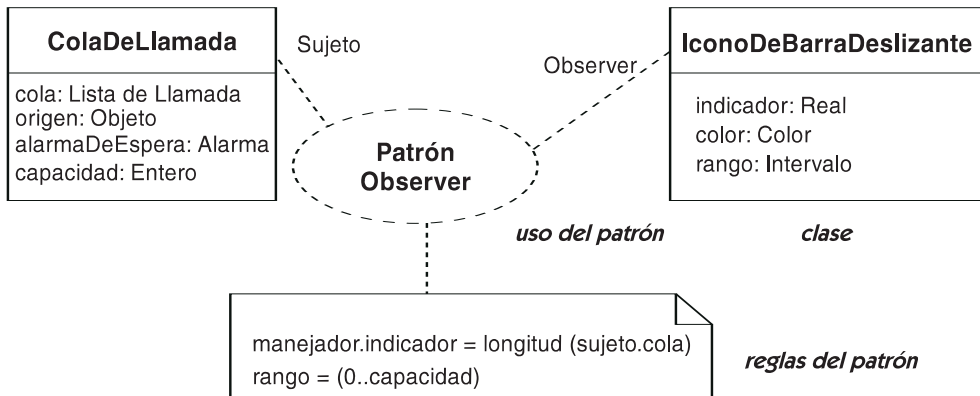 ColaDeLlamada
cola: Lista de Llamada
origen: Objeto
alarmaDeEspera: Alarma
capacidad: Entero
Sujeto
Observer
IconoDeBarraDeslizante
indicador: Real
color: Color
rango: Intervalo
Patrón
Observer
uso del patrón
clase
manejador.indicador = longitud (sujeto.cola)
rango = (0..capacidad)
reglas del patrón